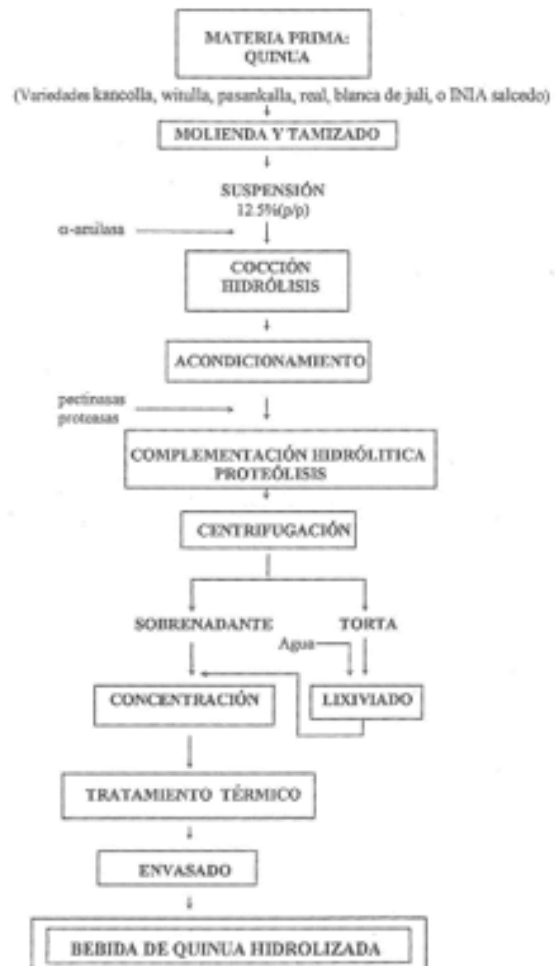 MATERIA PRIMA:
QUINUA
(Variedades kancolla, witulla, pasankalla, real, blanca de juli, o INIA salcedo)
MOLIENDA Y TAMIZADO
SUSPENSIÓN
12.5%(p/p)
α-amilasa
COCCIÓN
HIDRÓLISIS
ACONDICIONAMIENTO
pectinasas
proteasas
COMPLEMENTACIÓN HIDRÓLITICA
PROTEÓLISIS
CENTRIFUGACIÓN
SOBRENADANTE TORTA
Agua
CONCENTRACIÓN LIXIVIADO
TRATAMIENTO TÉRMICO
ENVASADO
BEBIDA DE QUINUA HIDROLIZADA